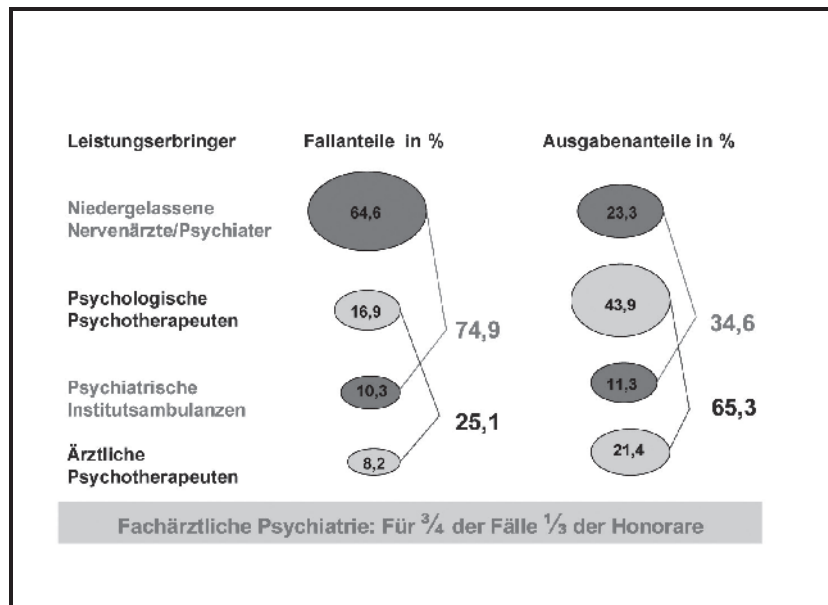 Leistungserbringer Fallanteile in % Ausgabenanteile in %
Niedergelassene
Nervenärzte/Psychiater
64,6 23,3
Psychologische
Psychotherapeuten
16,9 43,9
74,9 34,6
Psychiatrische
Institutsambulanzen
10,3 11,3
25,1 65,3
Ärztliche
Psychotherapeuten
8,2 21,4
Fachärztliche Psychiatrie: Für ¾ der Fälle ⅓ der Honorare